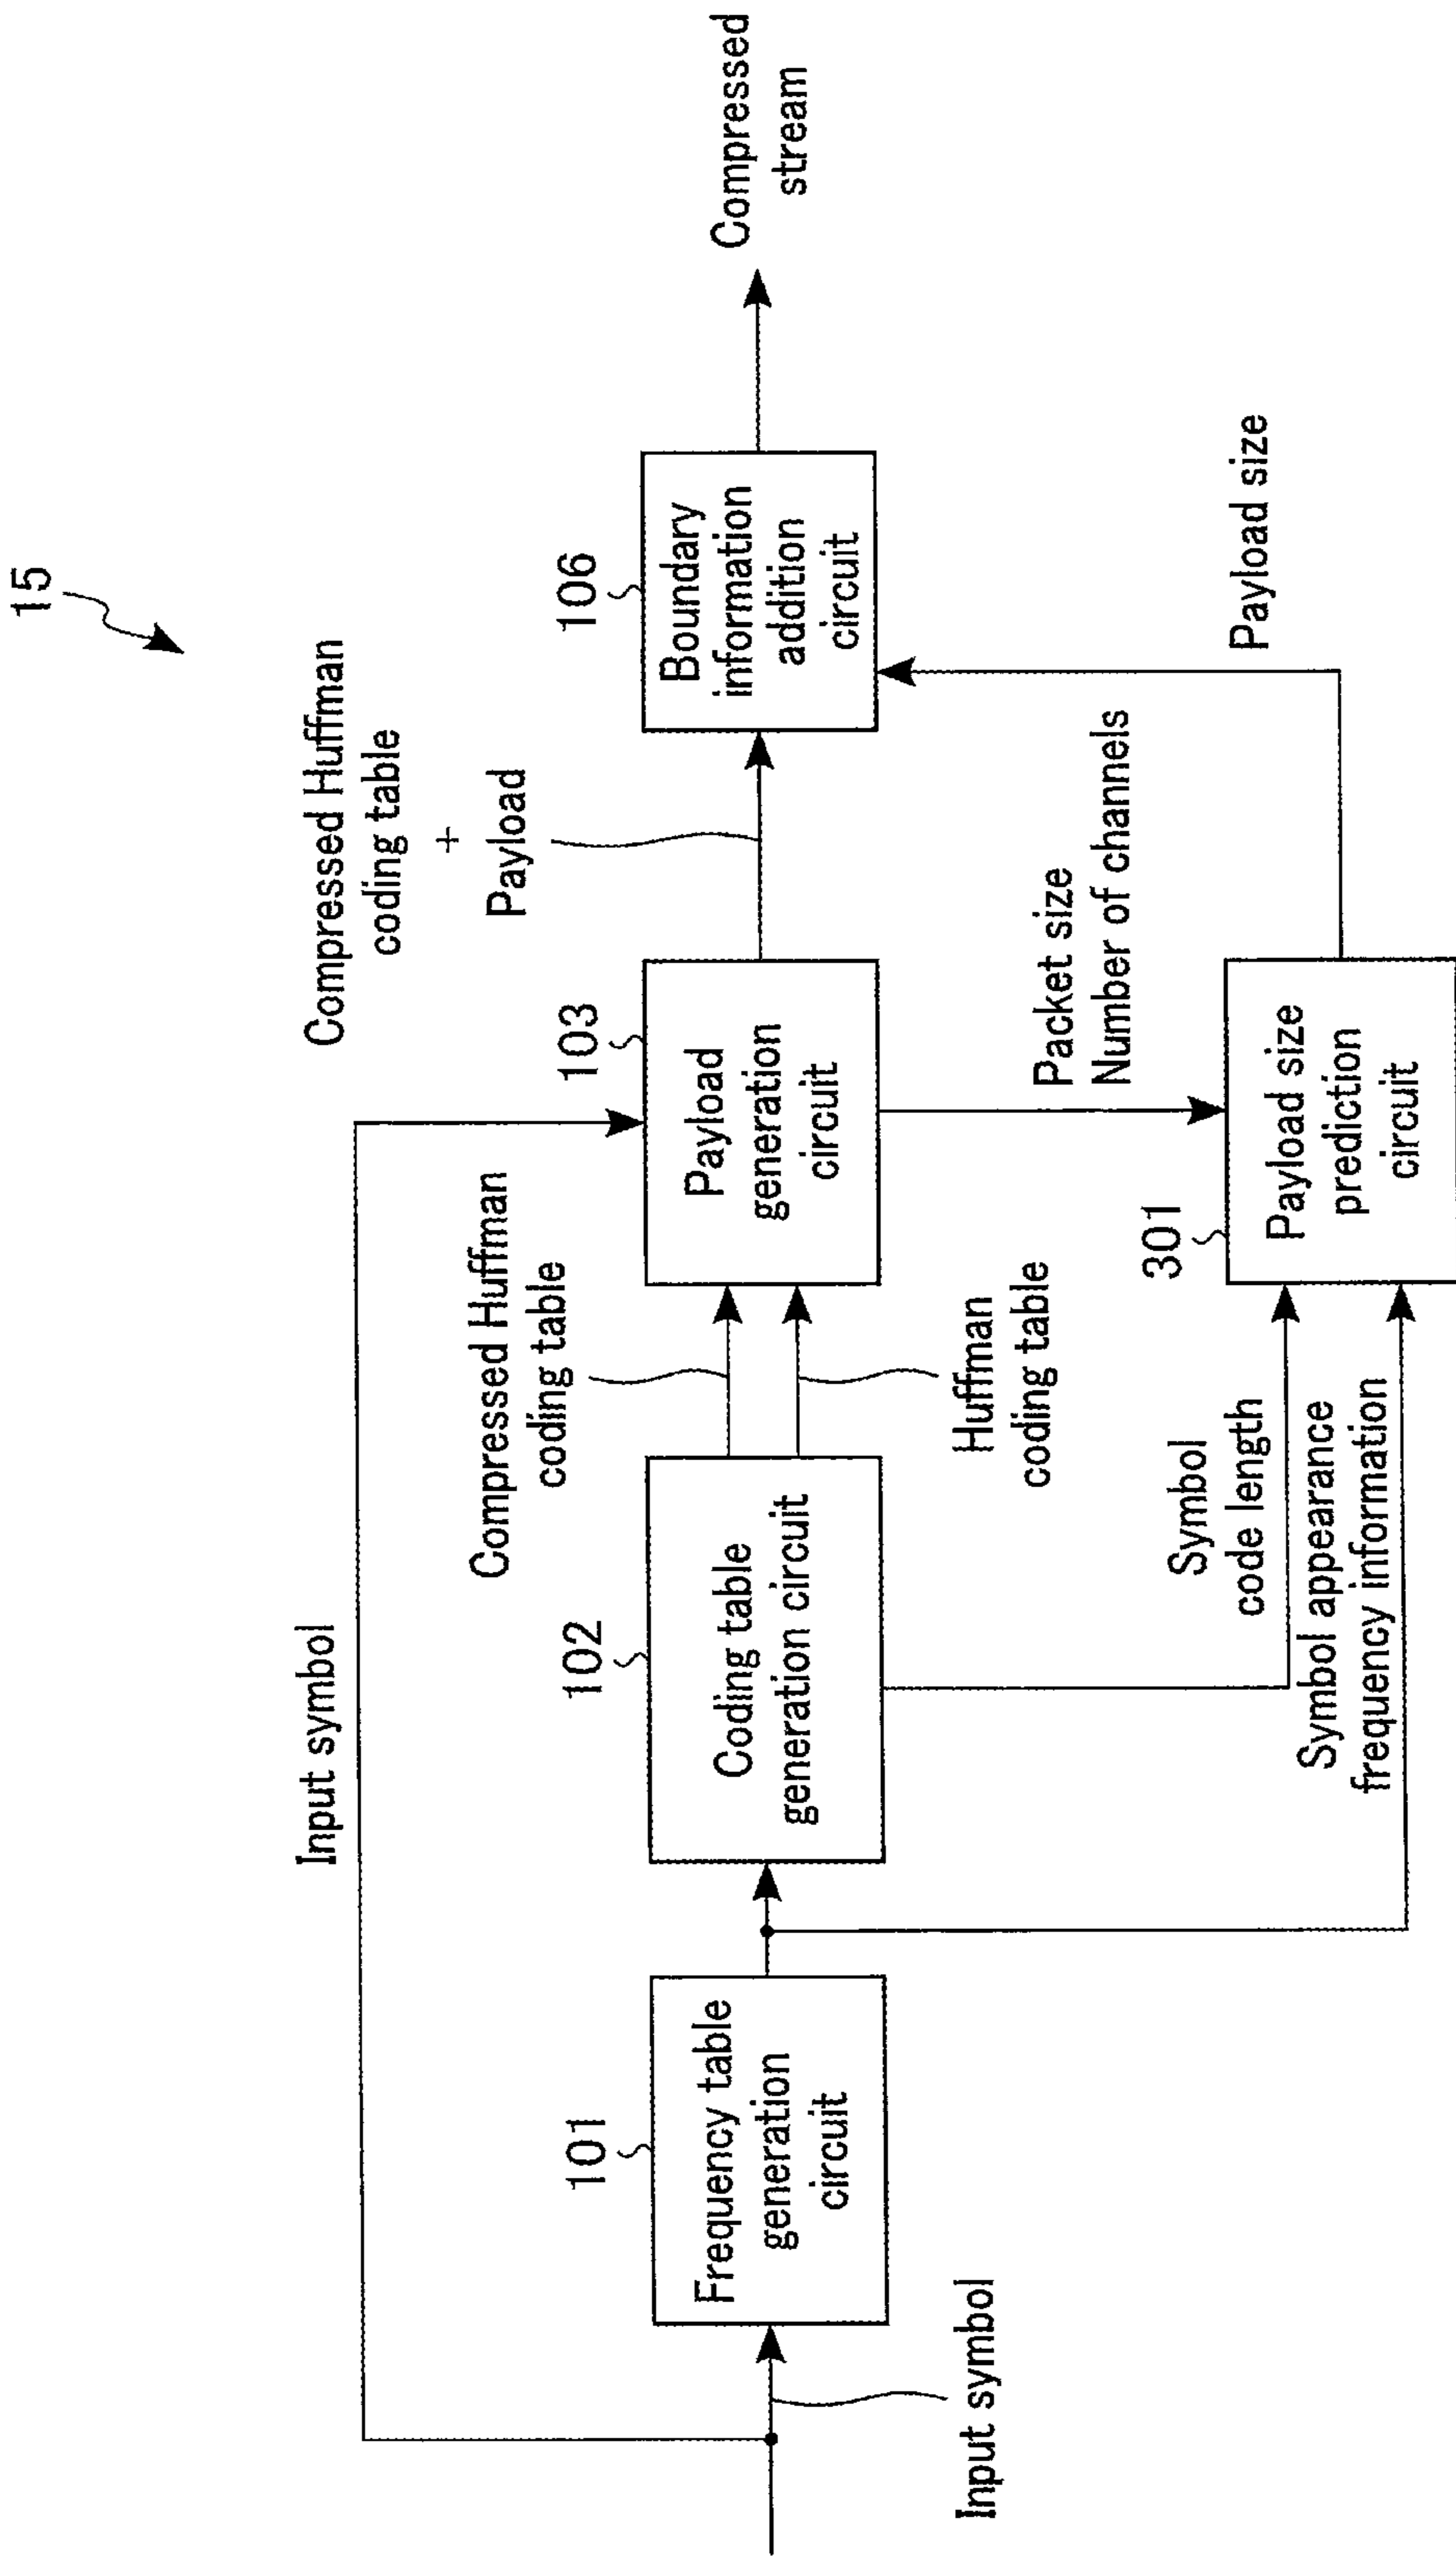 15
Input symbol
Compressed Huffman
coding table
+
Payload
Compressed Huffman
coding table
101
Frequency table
generation
circuit
102
Coding table
generation circuit
103
Payload
generation
circuit
106
Boundary
information
addition
circuit
Compressed
stream
Input symbol
Huffman
coding table
Packet size
Number of channels
Symbol
code length
Symbol appearance
frequency information
301
Payload size
prediction
circuit
Payload size